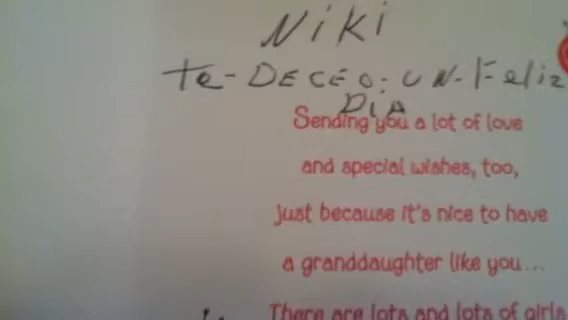 Niki
te-DECEO: UN-Feliz
DIA
Sending you a lot of love
and special wishes, too,
just because it's nice to have
a granddaughter like you...
There are lots and lots of girls